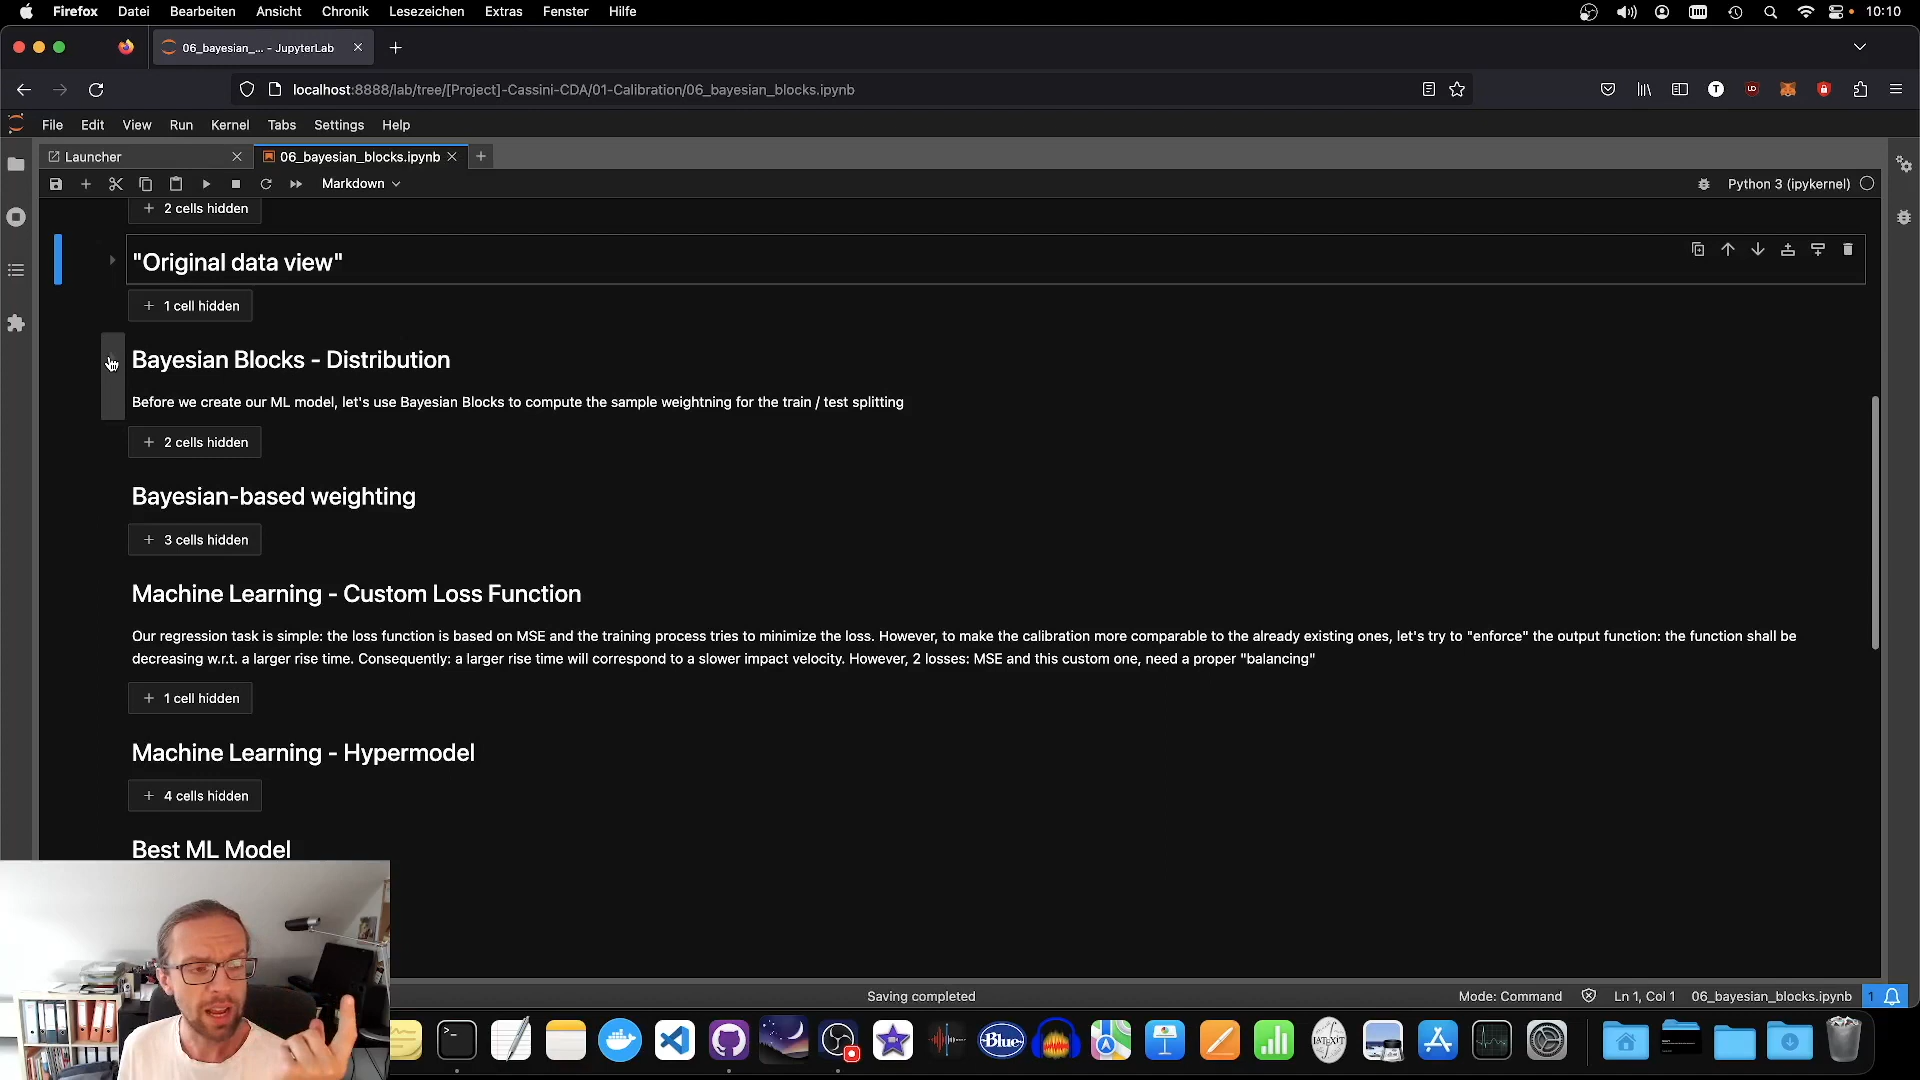 Firefox Datei Bearbeiten Ansicht Chronik Lesezeichen Extras Fenster Hilfe 10:10
06_bayesian_... - JupyterLab
localhost:8888/lab/tree/[Project]-Cassini-CDA/01-Calibration/06_bayesian_blocks.ipynb
File Edit View Run Kernel Tabs Settings Help
Launcher 06_bayesian_blocks.ipynb
Markdown Python 3 (ipykernel)
2 cells hidden
"Original data view"
1 cell hidden
Bayesian Blocks - Distribution
Before we create our ML model, let's use Bayesian Blocks to compute the sample weightning for the train / test splitting
2 cells hidden
Bayesian-based weighting
3 cells hidden
Machine Learning - Custom Loss Function
Our regression task is simple: the loss function is based on MSE and the training process tries to minimize the loss. However, to make the calibration more comparable to the already existing ones, let's try to "enforce" the output function: the function shall be
decreasing w.r.t. a larger rise time. Consequently: a larger rise time will correspond to a slower impact velocity. However, 2 losses: MSE and this custom one, need a proper "balancing"
1 cell hidden
Machine Learning - Hypermodel
4 cells hidden
Best ML Model
Saving completed Mode: Command Ln 1, Col 1 06_bayesian_blocks.ipynb 1
Blue